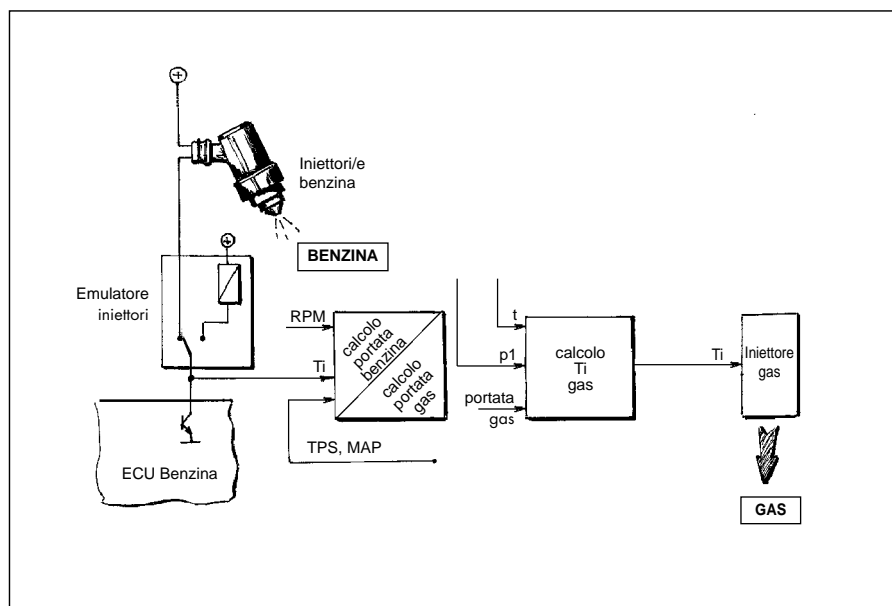 Iniettori/e
benzina
BENZINA
Emulatore
iniettori
RPM
Ti
TPS, MAP
calcolo
portata
benzina
calcolo
portata
gas
ECU Benzina
t
p1
portata
gas
calcolo
Ti
gas
Ti
Iniettore
gas
GAS